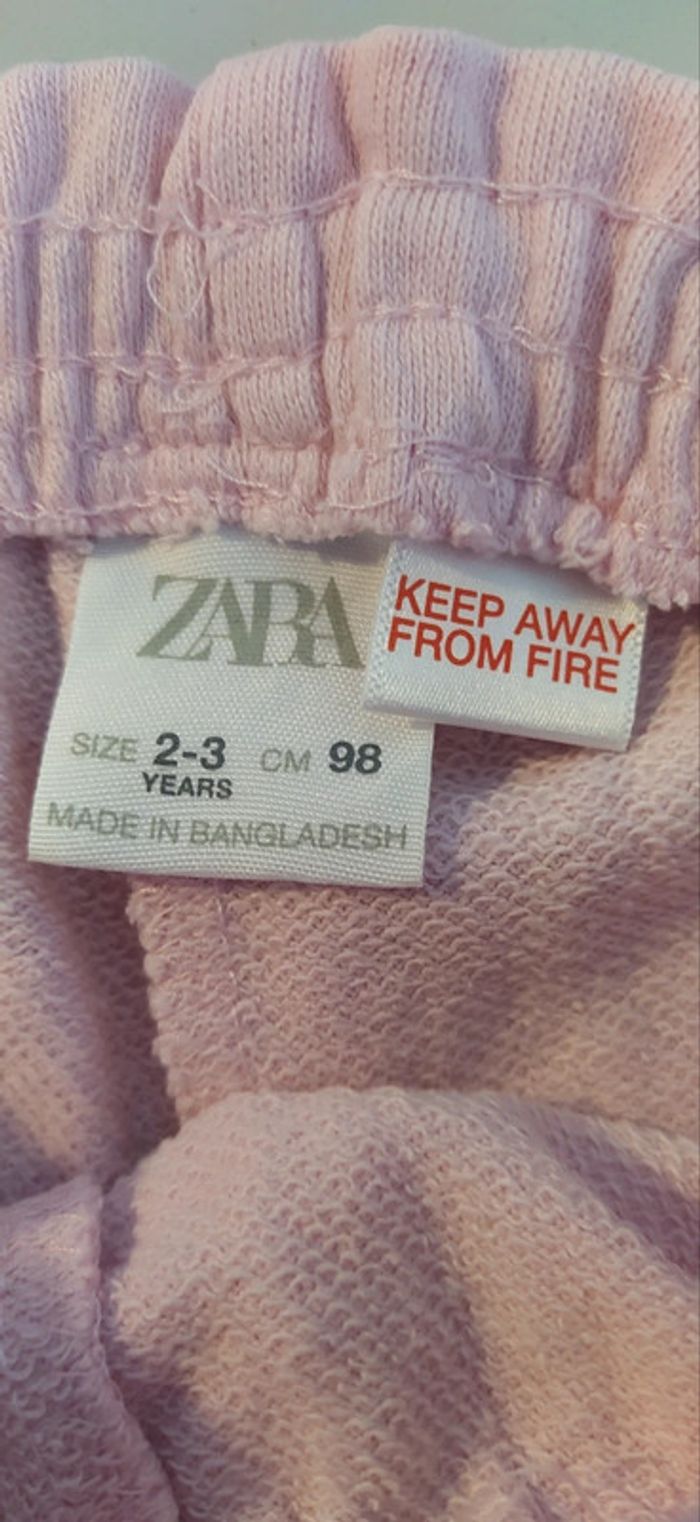 ZARA
SIZE 2-3 CM 98
YEARS
MADE IN BANGLADESH
KEEP AWAY
FROM FIRE